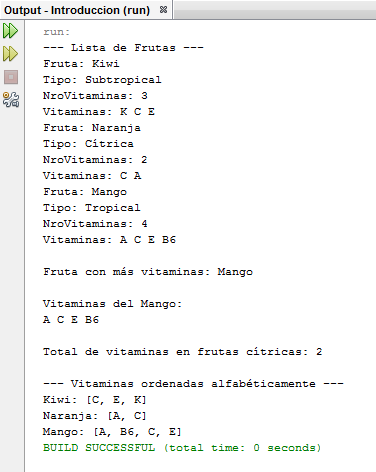 Output - Introduccion (run)
run:
--- Lista de Frutas ---
Fruta: Kiwi
Tipo: Subtropical
NroVitaminas: 3
Vitaminas: K C E
Fruta: Naranja
Tipo: Cítrica
NroVitaminas: 2
Vitaminas: C A
Fruta: Mango
Tipo: Tropical
NroVitaminas: 4
Vitaminas: A C E B6
Fruta con más vitaminas: Mango
Vitaminas del Mango:
A C E B6
Total de vitaminas en frutas cítricas: 2
--- Vitaminas ordenadas alfabéticamente ---
Kiwi: [C, E, K]
Naranja: [A, C]
Mango: [A, B6, C, E]
BUILD SUCCESSFUL (total time: 0 seconds)